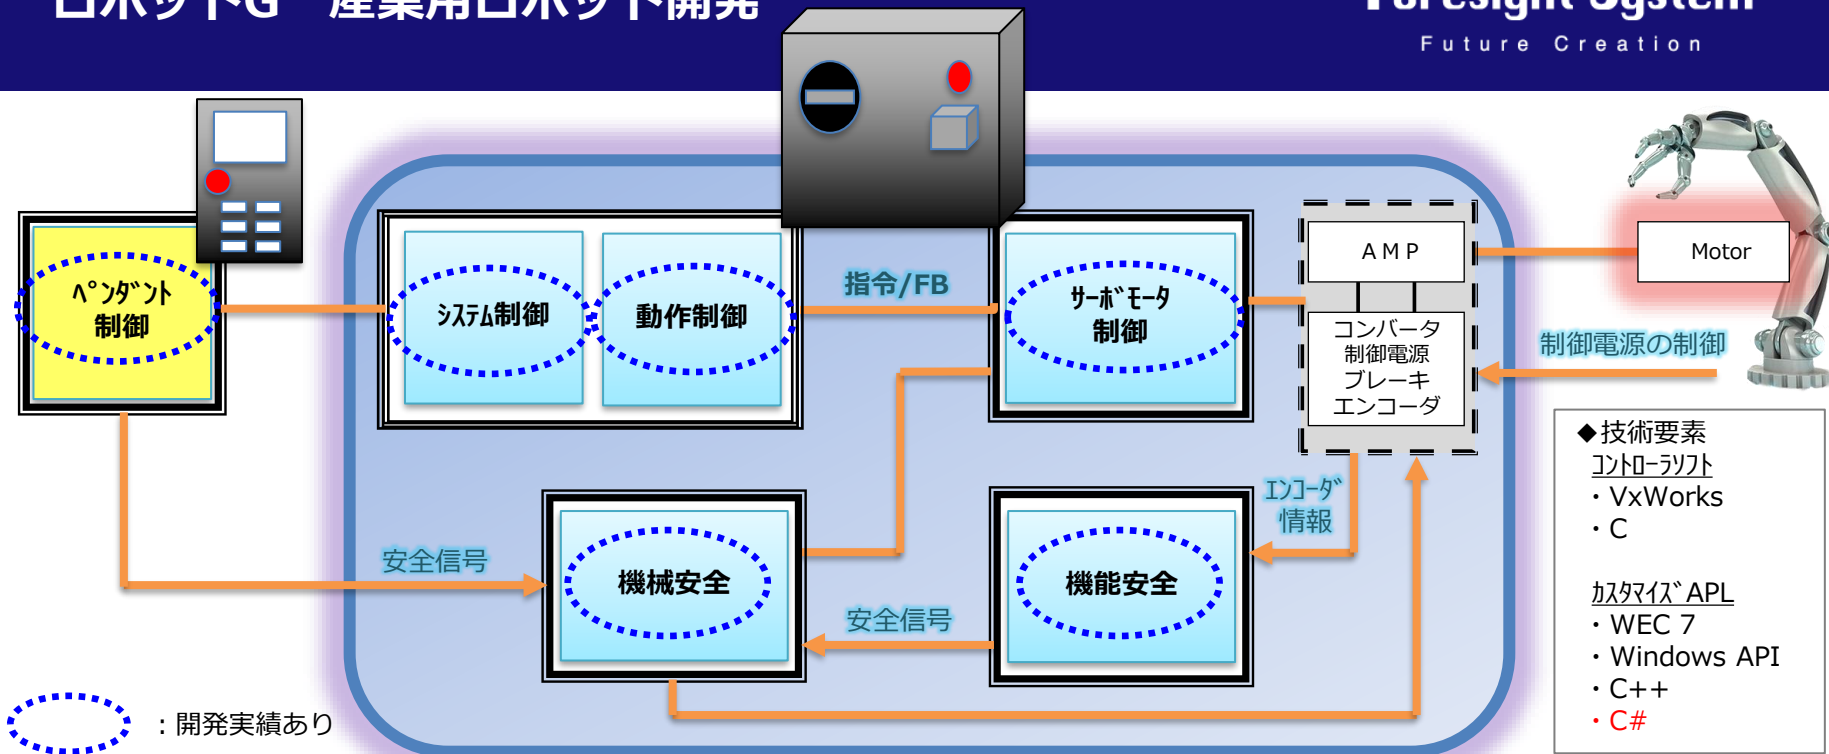 ロボットG　産業用ロボット開発
Foresight System
Future Creation
ﾍﾟﾝﾀﾞﾝﾄ
制御
ｼｽﾃﾑ制御
動作制御
指令/FB
ｻｰﾎﾞﾓｰﾀ
制御
AMP
コンバータ
制御電源
ブレーキ
エンコーダ
Motor
制御電源の制御
ｴﾝｺｰﾀﾞ
情報
安全信号
機械安全
安全信号
機能安全
◆技術要素
ｺﾝﾄﾛｰﾗｿﾌﾄ
・VxWorks
・C
ｶｽﾀﾏｲｽﾞAPL
・WEC 7
・Windows API
・C++
・C#
：開発実績あり